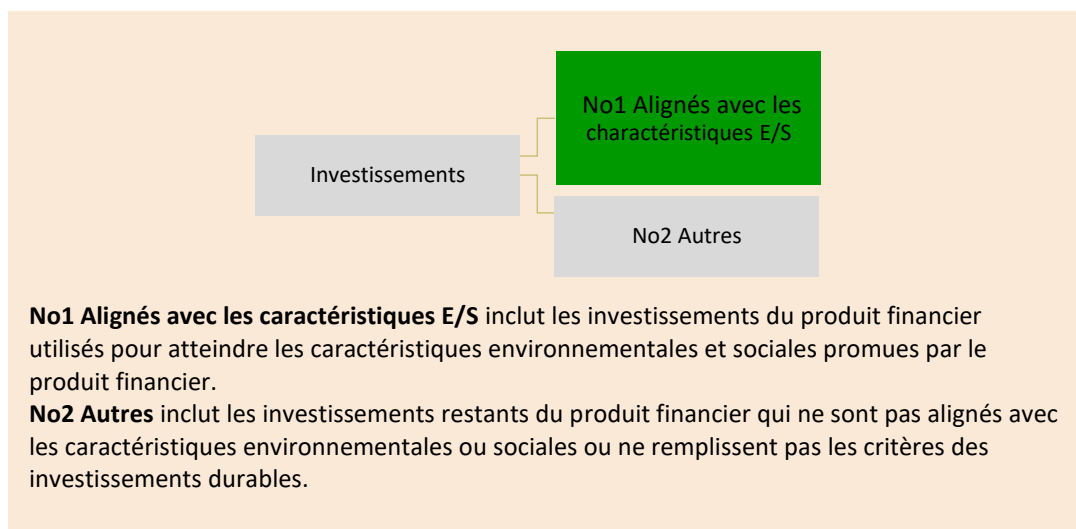 No1 Alignés avec les
charactéristiques E/S
Investissements
No2 Autres
No1 Alignés avec les caractéristiques E/S inclut les investissements du produit financier
utilisés pour atteindre les caractéristiques environnementales et sociales promues par le
produit financier.
No2 Autres inclut les investissements restants du produit financier qui ne sont pas alignés avec
les caractéristiques environnementales ou sociales ou ne remplissent pas les critères des
investissements durables.